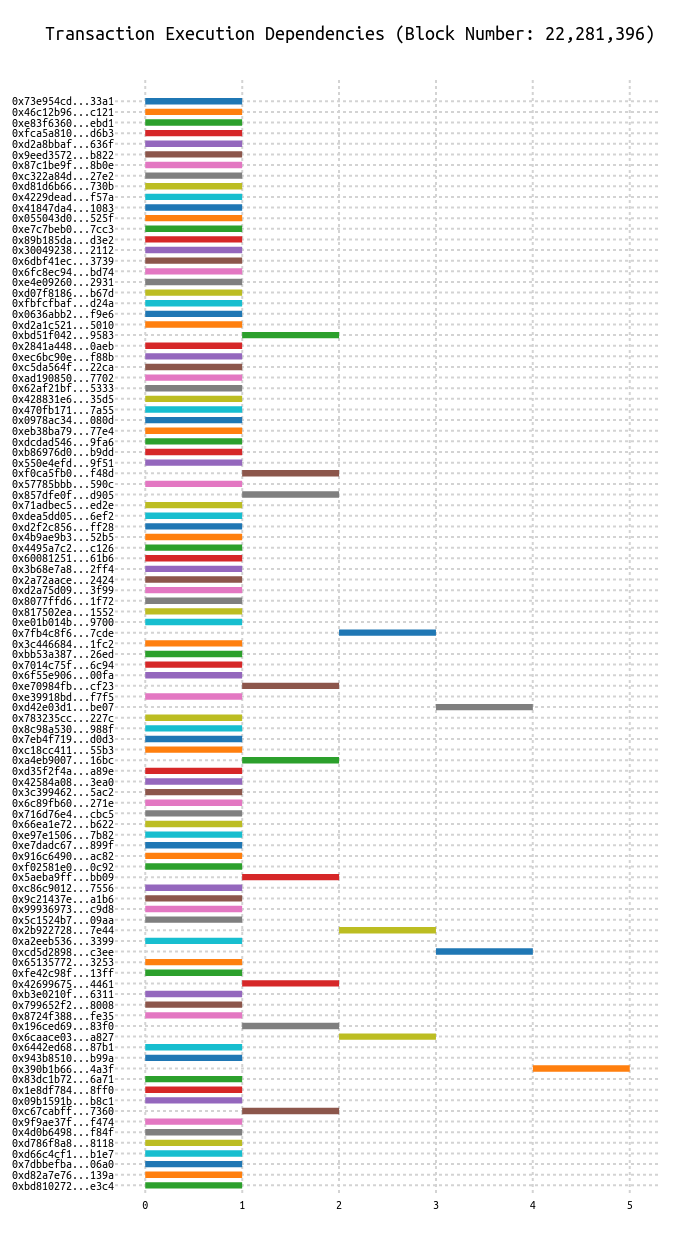 Transaction Execution Dependencies (Block Number: 22,281,396)
0x73e954cd...33a1
0x46c12b96...c121
0xe83f6360...ebd1
0xfca5a810...d6b3
0xd2a8bbaf...636f
0x9eed3572...b822
0x87c1be9f...8b0e
0xc322a84d...27e2
0xd81d6b66...730b
0x4229dead...f57a
0x41847da4...1083
0x055043d0...525f
0xe7c7beb0...7cc3
0x89b185da...d3e2
0x30049238...2112
0x6dbf41ec...3739
0x6fc8ec94...bd74
0xe4e09260...2931
0xd07f8186...b67d
0xfbfcfbaf...d24a
0x0636abb2...f9e6
0xd2a1c521...5010
0xbd51f042...9583
0x2841a448...0aeb
0xec6bc90e...f88b
0xc5da564f...22ca
0xad190850...7702
0x62af21bf...5333
0x428831e6...35d5
0x470fb171...7a55
0x0978ac34...080d
0xeb38ba79...77e4
0xdcdad546...9fa6
0xb86976d0...b9dd
0x550e4efd...9f51
0xf0ca5fb0...f48d
0x57785bbb...590c
0x857dfe0f...d905
0x71adbec5...ed2e
0xdea5dd05...6ef2
0xd2f2c856...ff28
0x4b9ae9b3...52b5
0x4495a7c2...c126
0x60081251...61b6
0x3b68e7a8...2ff4
0x2a72aace...2424
0xd2a75d09...3f99
0x8077ffd6...1f72
0x817502ea...1552
0xe01b014b...9700
0x7fb4c8f6...7cde
0x3c446684...1fc2
0xbb53a387...26ed
0x7014c75f...6c94
0x6f55e906...00fa
0xe70984fb...cf23
0xe39918bd...f7f5
0xd42e03d1...be07
0x783235cc...227c
0x8c98a530...988f
0x7eb4f719...d0d3
0xc18cc411...55b3
0xa4eb9007...16bc
0xd35f2f4a...a89e
0x42584a08...3ea0
0x3c399462...5ac2
0x6c89fb60...271e
0x716d76e4...cbc5
0x66ea1e72...b622
0xe97e1506...7b82
0xe7dadc67...899f
0x916c6490...ac82
0xf02581e0...0c92
0x5aeba9ff...bb09
0xc86c9012...7556
0x9c21437e...a1b6
0x99936973...c9d8
0x5c1524b7...09aa
0x2b922728...7e44
0xa2eeb536...3399
0xcd5d2898...c3ee
0x65135772...3253
0xfe42c98f...13ff
0x42699675...4461
0xb3e0210f...6311
0x799652f2...8008
0x8724f388...fe35
0x196ced69...83f0
0x6caace03...a827
0x6442ed68...87b1
0x943b8510...b99a
0x390b1b66...4a3f
0x83dc1b72...6a71
0x1e8df784...8ff0
0x09b1591b...b8c1
0xc67cabff...7360
0x9f9ae37f...f474
0x4d0b6498...f84f
0xd786f8a8...8118
0xd66c4cf1...b1e7
0x7dbbefba...06a0
0xd82a7e76...139a
0xbd810272...e3c4
0 1 2 3 4 5